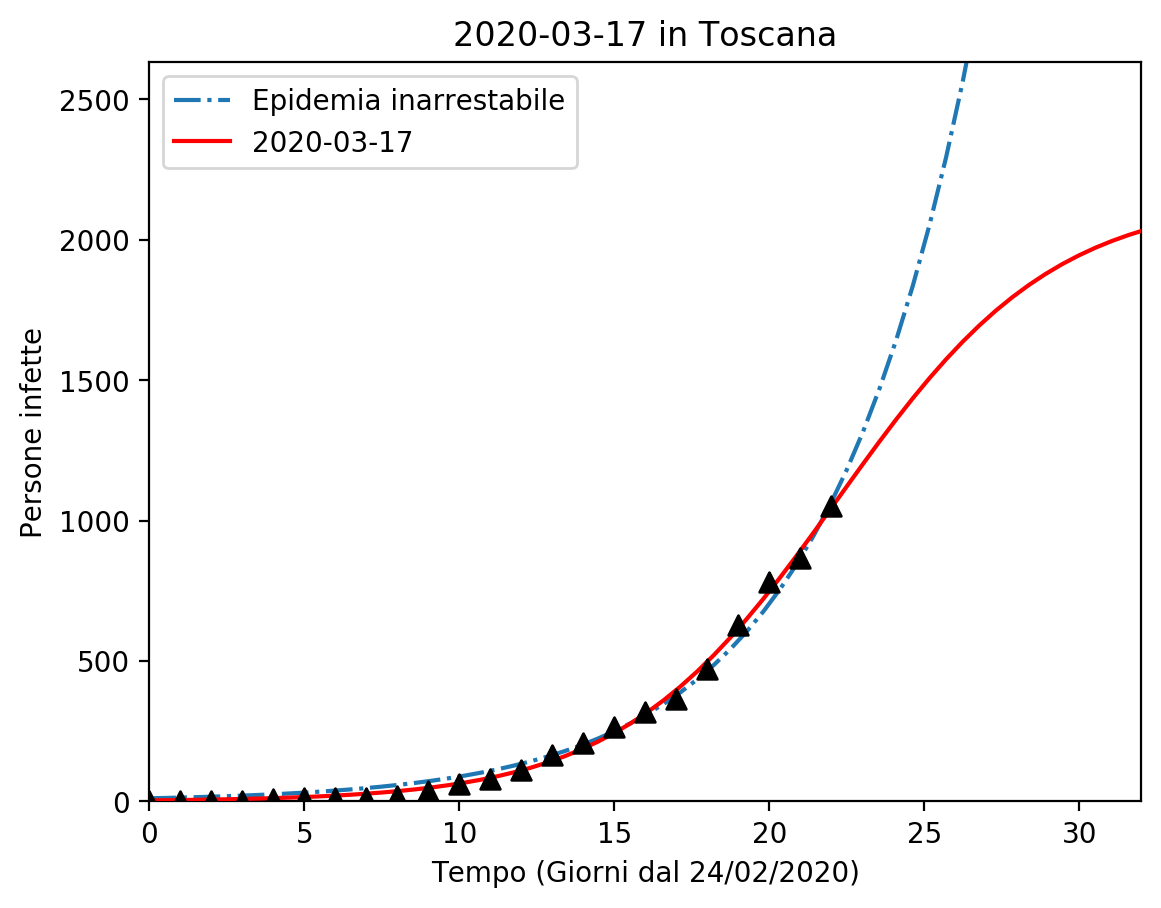 2020-03-17 in Toscana
Epidemia inarrestabile
2020-03-17
Persone infette
2500
2000
1500
1000
500
0
0 5 10 15 20 25 30
Tempo (Giorni dal 24/02/2020)